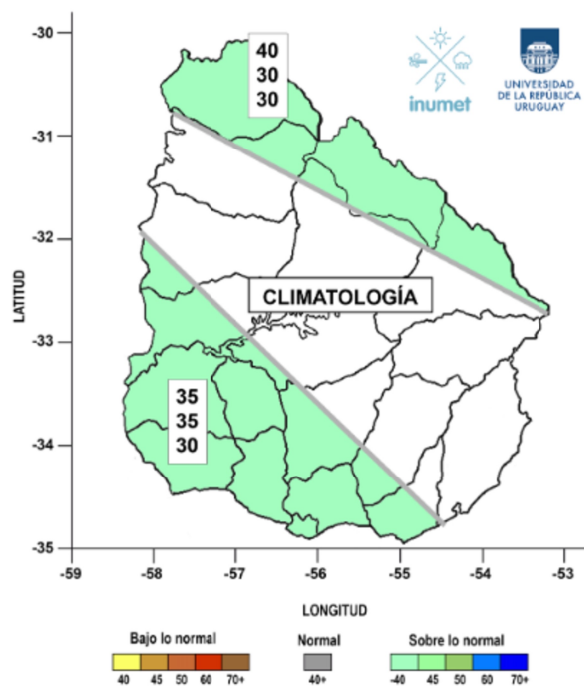 -30
-31
-32
-33
-34
-35
LATITUD
40
30
30
inumet
UNIVERSIDAD
DE LA REPÚBLICA
URUGUAY
CLIMATOLOGÍA
35
35
30
-59 -58 -57 -56 -55 -54 -53
LONGITUD
Bajo lo normal Normal Sobre lo normal
40 45 50 60 70+ 40+ -40 45 50 60 70+